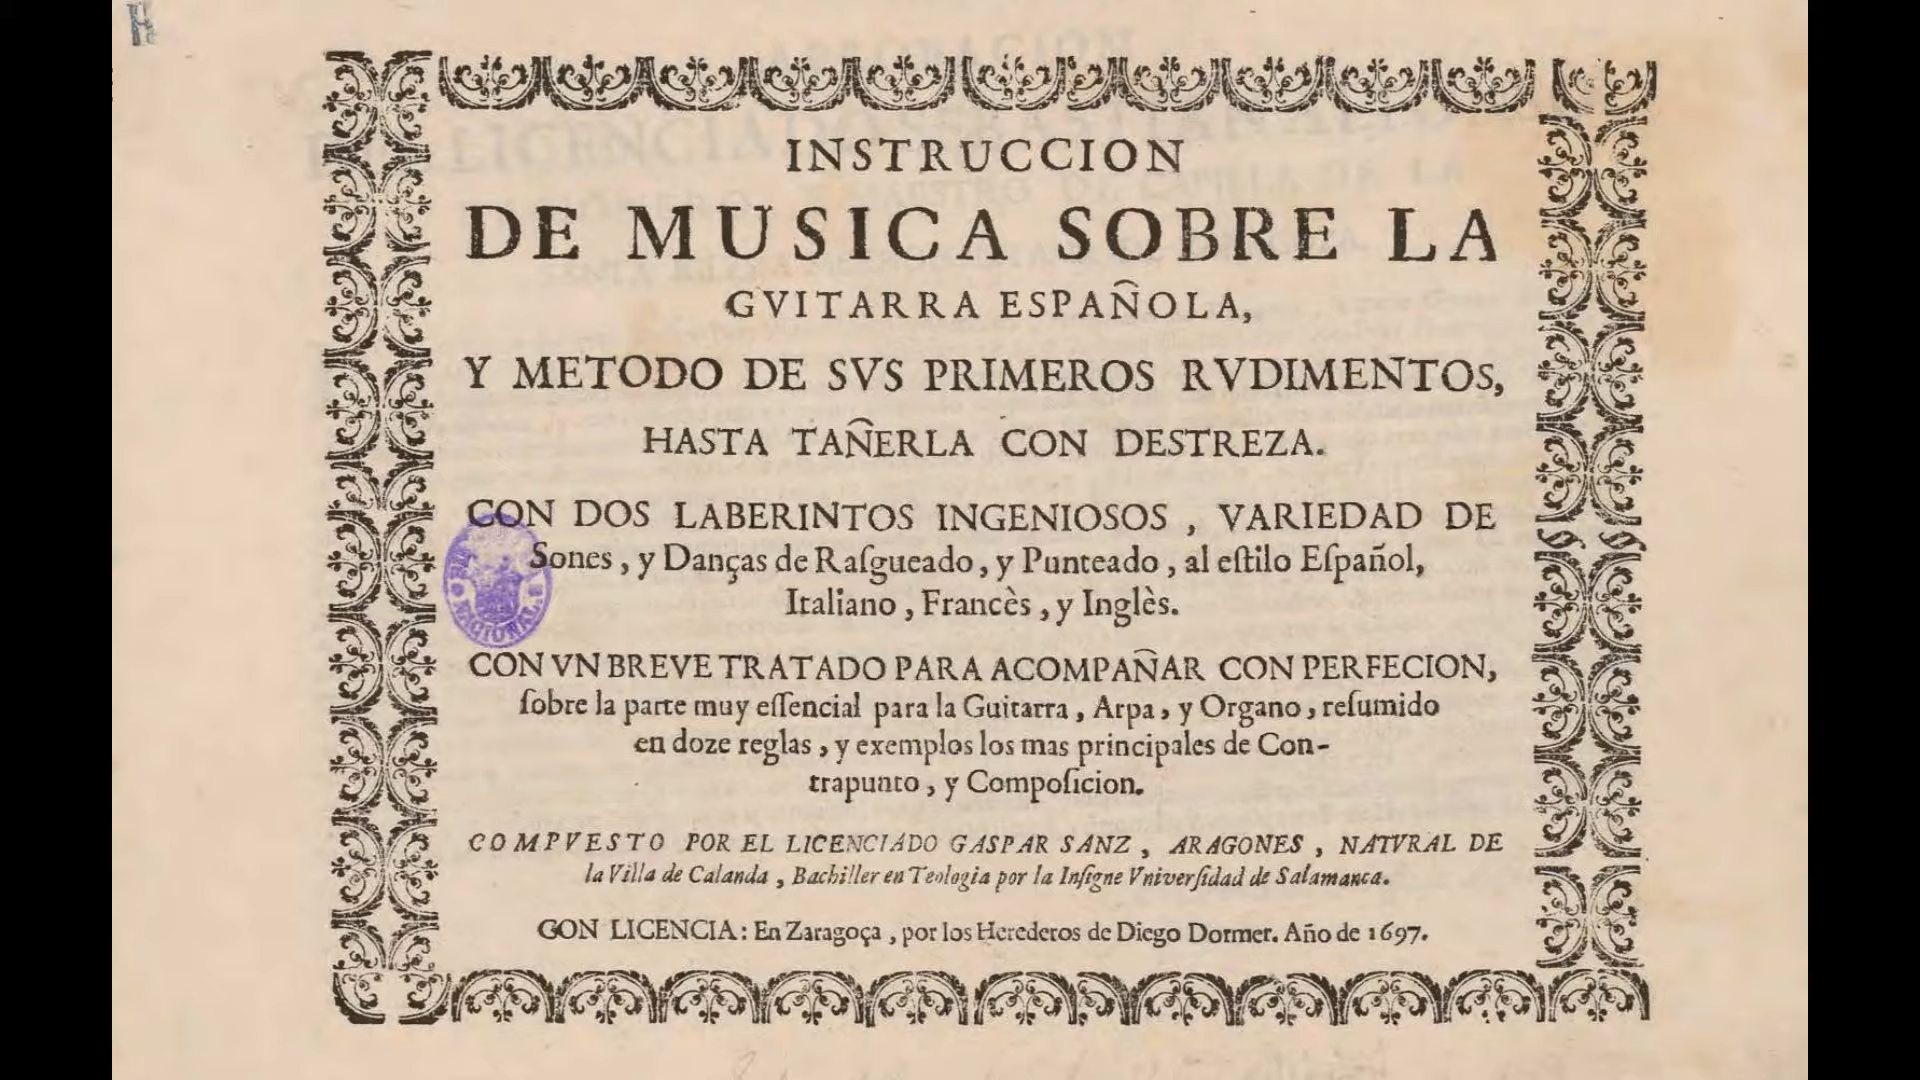 H
INSTRUCCION
DE MUSICA SOBRE LA
GVITARRA ESPAÑOLA,
Y METODO DE SVS PRIMEROS RVDIMENTOS,
HASTA TAÑERLA CON DESTREZA.
CON DOS LABERINTOS INGENIOSOS, VARIEDAD DE
Sones, y Danças de Raſgueado, y Punteado, al eſtilo Eſpañol,
Italiano, Francès, y Inglès.
CON VN BREVE TRATADO PARA ACOMPAÑAR CON PERFECION,
ſobre la parte muy eſſencial para la Guitarra, Arpa, y Organo, reſumido
en doze reglas, y exemplos los mas principales de Con-
trapunto, y Compoſicion.
COMPVESTO POR EL LICENCIADO GASPAR SANZ, ARAGONES, NATVRAL DE
la Villa de Calanda, Bachiller en Teologia por la Inſigne Vniverſidad de Salamanca.
CON LICENCIA: En Zaragoça, por los Herederos de Diego Dormer. Año de 1697.
NACIONAL